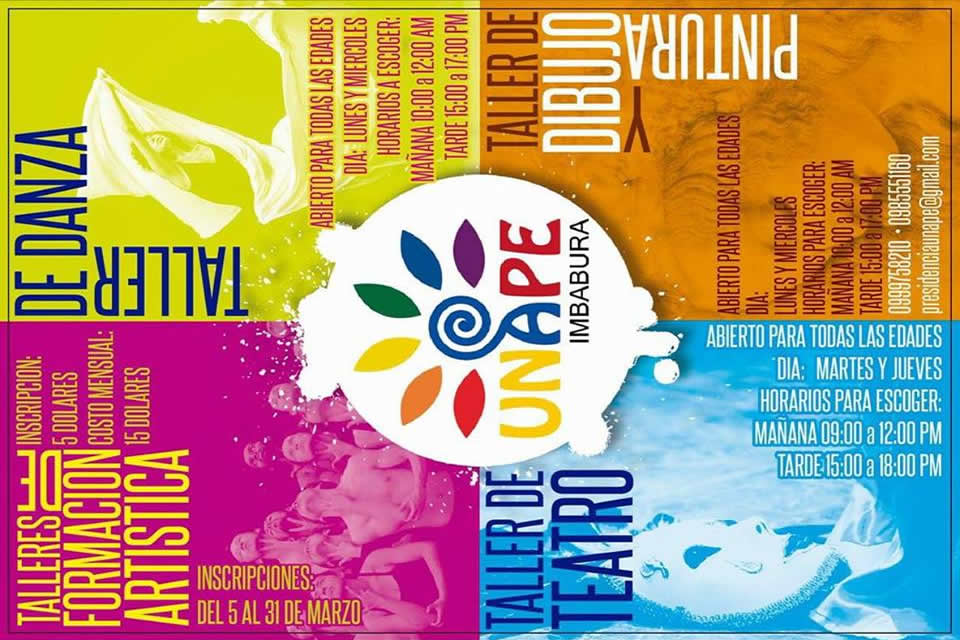 TALLER
DE DANZA
ABIERTO PARA TODAS LAS EDADES
DIA: LUNES Y MIERCOLES
HORARIOS A ESCOGER:
MAÑANA 10:00 a 12:00 AM
TARDE 15:00 a 17:00 PM
TALLER DE
DIBUJO
Y
PINTURA
ABIERTO PARA TODAS LAS EDADES
DIA:
LUNES Y MIERCOLES
HORARIOS PARA ESCOGER:
MAÑANA 10:00 a 12:00 AM
TARDE 15:00 a 17:00 PM
0999758210 • 0985551160
presidenciaunape@gmail.com
UNAPE
IMBABURA
TALLERES DE
FORMACION
ARTISTICA
INSCRIPCION:
5 DOLARES
COSTO MENSUAL:
15 DOLARES
INSCRIPCIONES:
DEL 5 AL 31 DE MARZO
TALLER DE
TEATRO
ABIERTO PARA TODAS LAS EDADES
DIA: MARTES Y JUEVES
HORARIOS PARA ESCOGER:
MAÑANA 09:00 a 12:00 PM
TARDE 15:00 a 18:00 PM